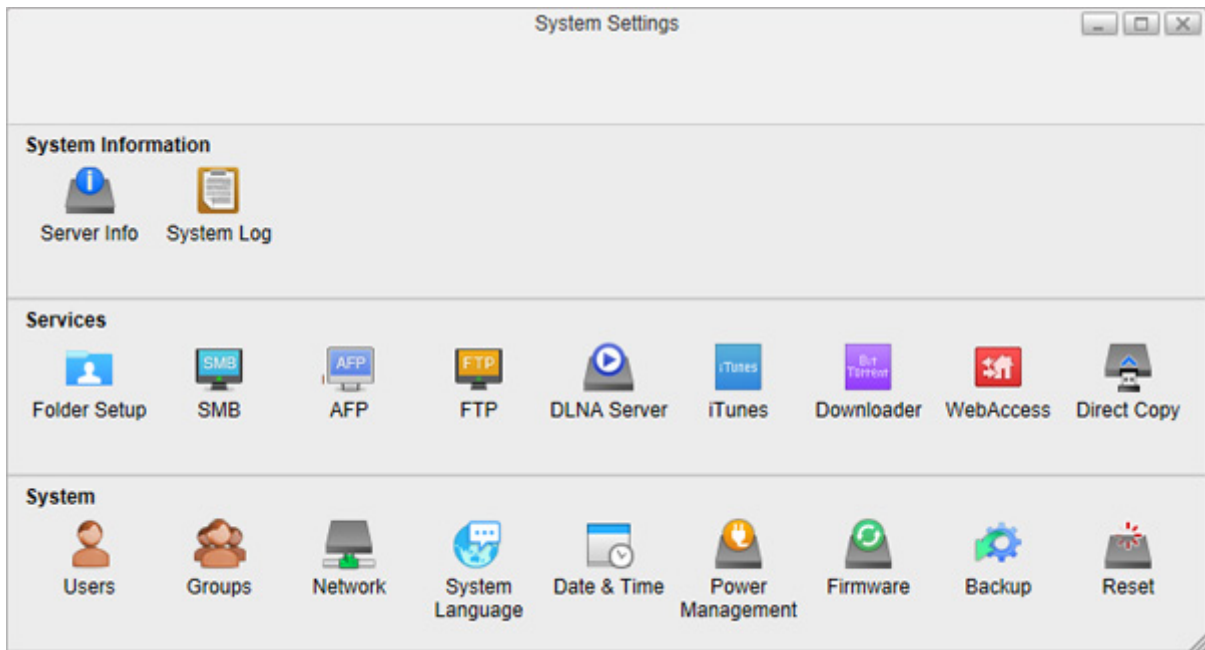 System Settings
System Information
Server Info
System Log
Services
SMB
AFP
FTP
iTunes
Bit
Torrent
Folder Setup
SMB
AFP
FTP
DLNA Server
iTunes
Downloader
WebAccess
Direct Copy
System
Users
Groups
Network
System
Language
Date & Time
Power
Management
Firmware
Backup
Reset